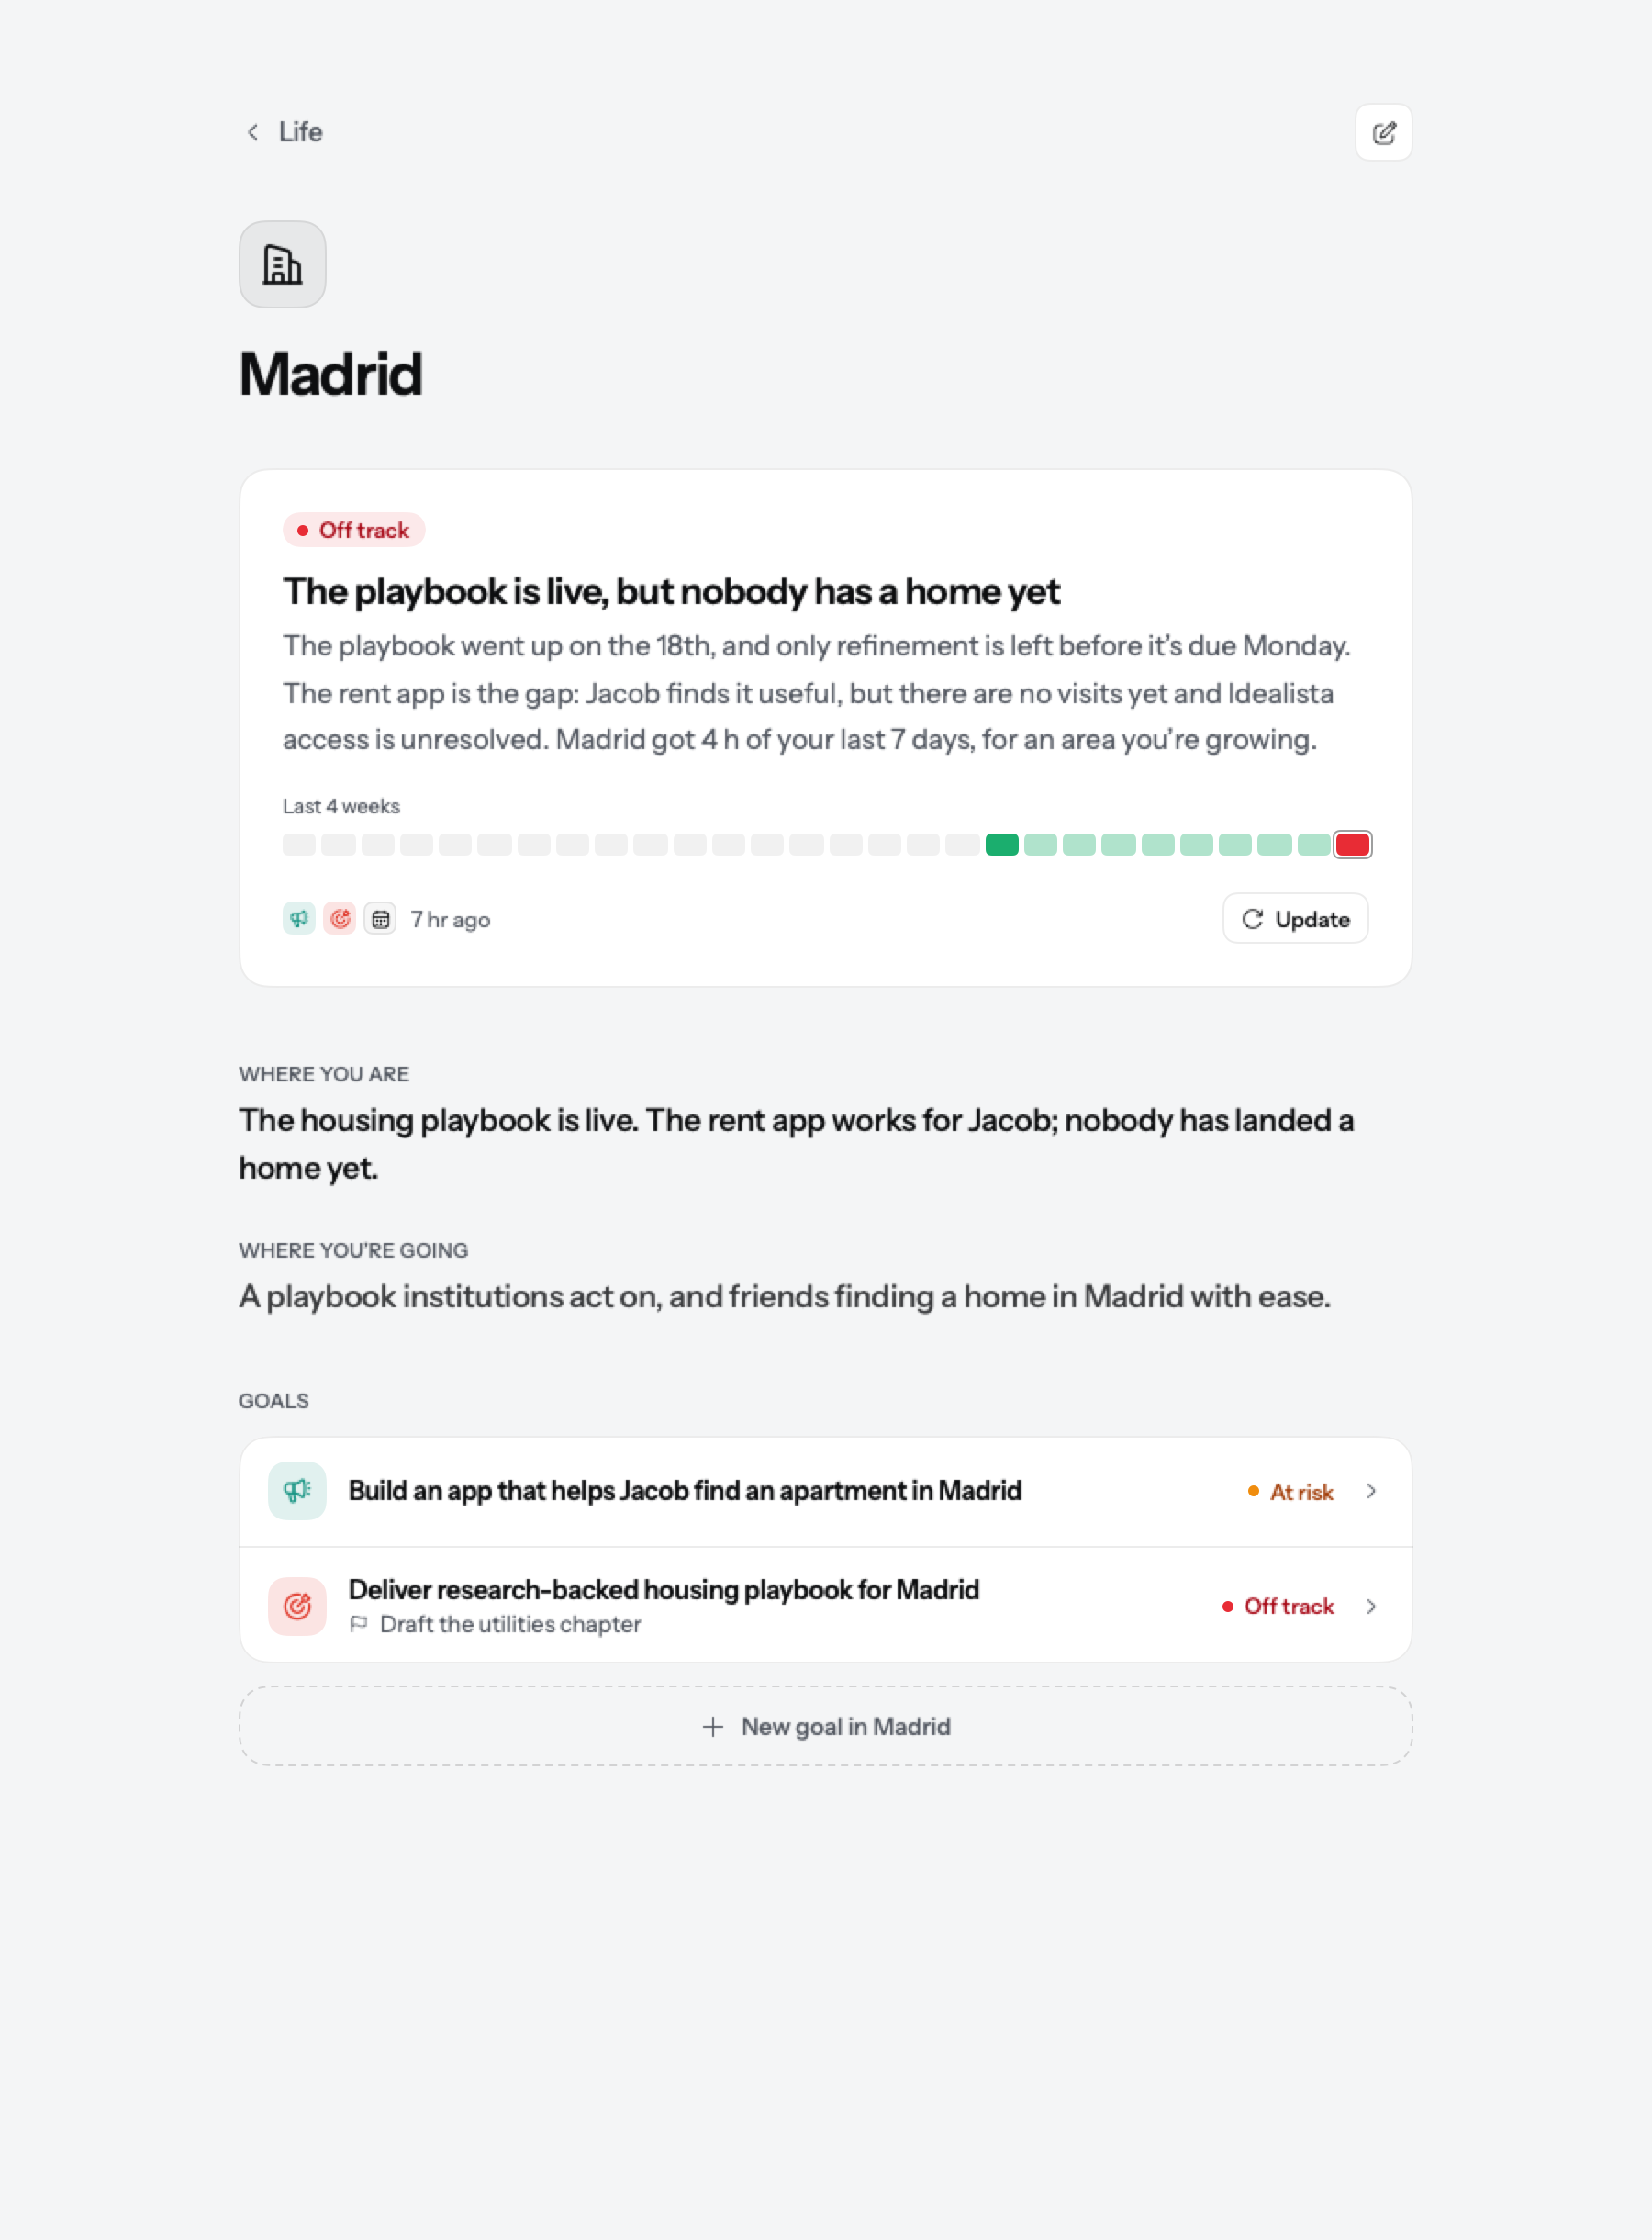 Life
Madrid
Off track
The playbook is live, but nobody has a home yet
The playbook went up on the 18th, and only refinement is left before it’s due Monday.
The rent app is the gap: Jacob finds it useful, but there are no visits yet and Idealista
access is unresolved. Madrid got 4 h of your last 7 days, for an area you’re growing.
Last 4 weeks
7 hr ago
Update
WHERE YOU ARE
The housing playbook is live. The rent app works for Jacob; nobody has landed a
home yet.
WHERE YOU’RE GOING
A playbook institutions act on, and friends finding a home in Madrid with ease.
GOALS
Build an app that helps Jacob find an apartment in Madrid
At risk
Deliver research-backed housing playbook for Madrid
Draft the utilities chapter
Off track
New goal in Madrid